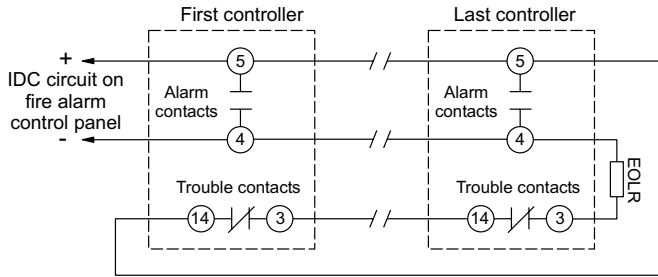 First controller
Last controller
+
IDC circuit on
fire alarm
control panel
-
5
Alarm
contacts
4
Trouble contacts
14
3
5
Alarm
contacts
4
Trouble contacts
14
3
EOLR